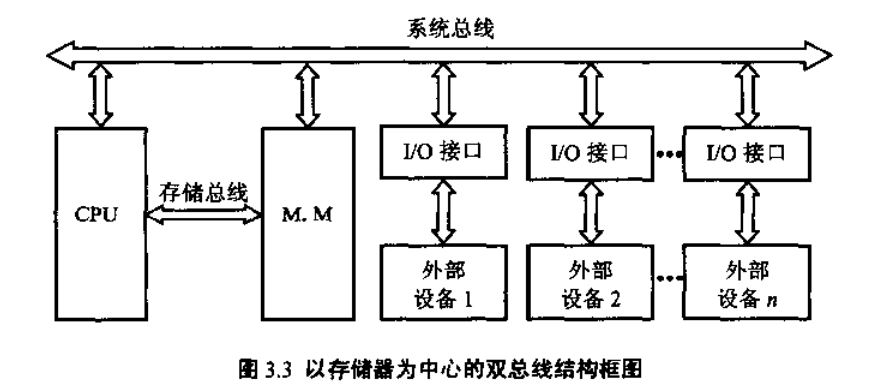 系统总线
I/O 接口
I/O 接口
•••
I/O 接口
CPU
存储总线
M. M
外部
设备 1
外部
设备 2
•••
外部
设备 n
图 3.3 以存储器为中心的双总线结构框图